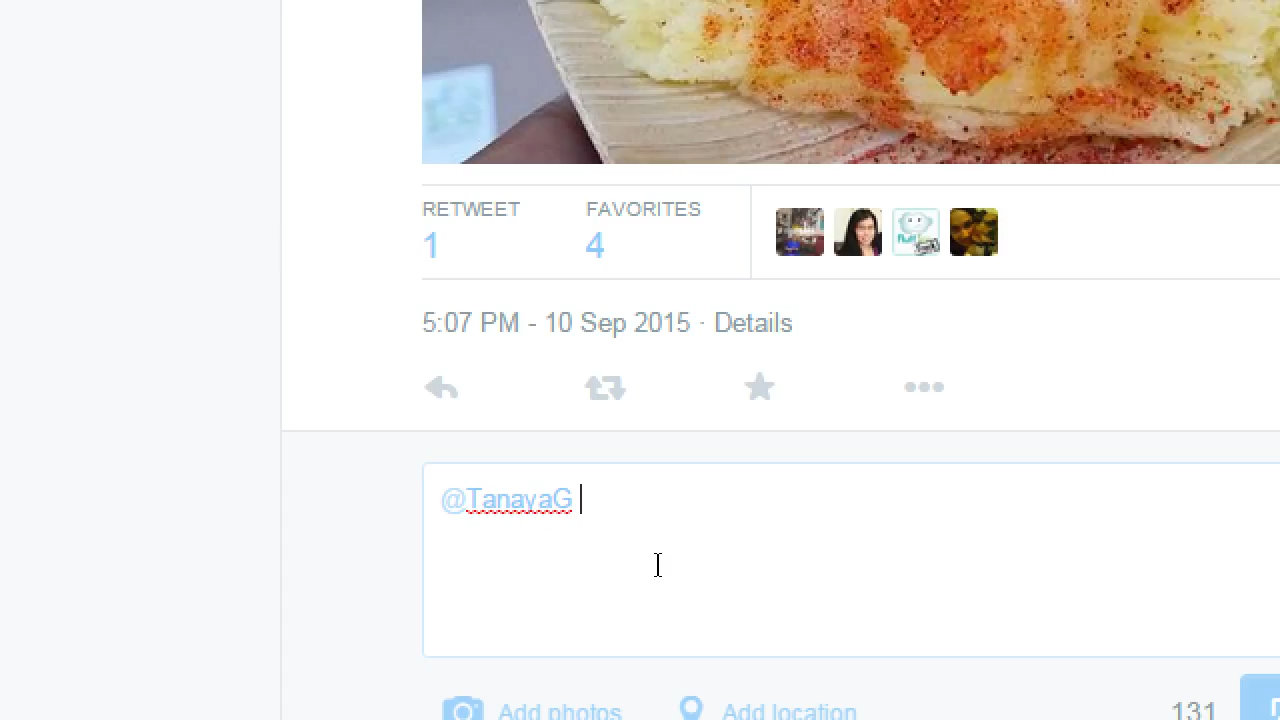 RETWEET FAVORITES
1 4
5:07 PM - 10 Sep 2015 · Details
@TanayaG
Add photos Add location 131